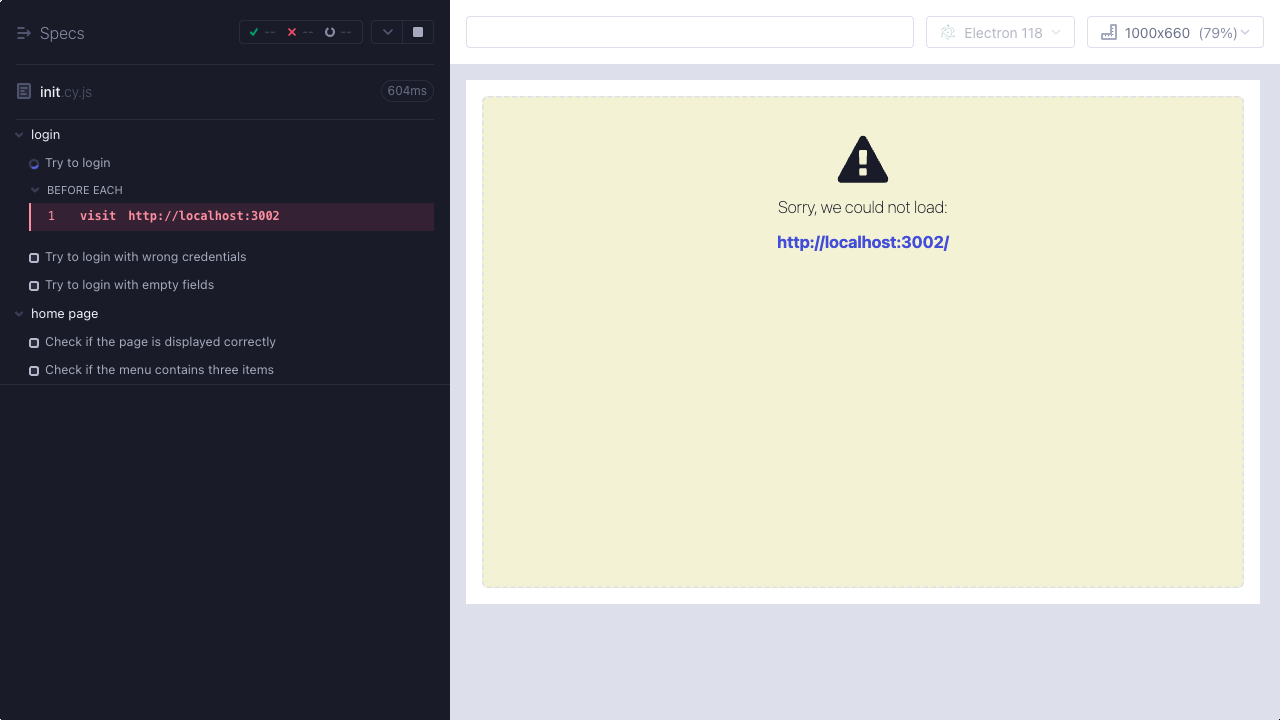 Specs
--
--
--
Electron 118
1000x660 (79%)
init.cy.js
604ms
login
Try to login
BEFORE EACH
1 visit http://localhost:3002
Try to login with wrong credentials
Try to login with empty fields
home page
Check if the page is displayed correctly
Check if the menu contains three items
Sorry, we could not load:
http://localhost:3002/